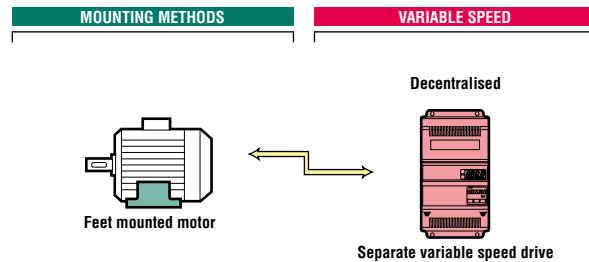 MOUNTING METHODS
VARIABLE SPEED
Decentralised
Feet mounted motor
Separate variable speed drive